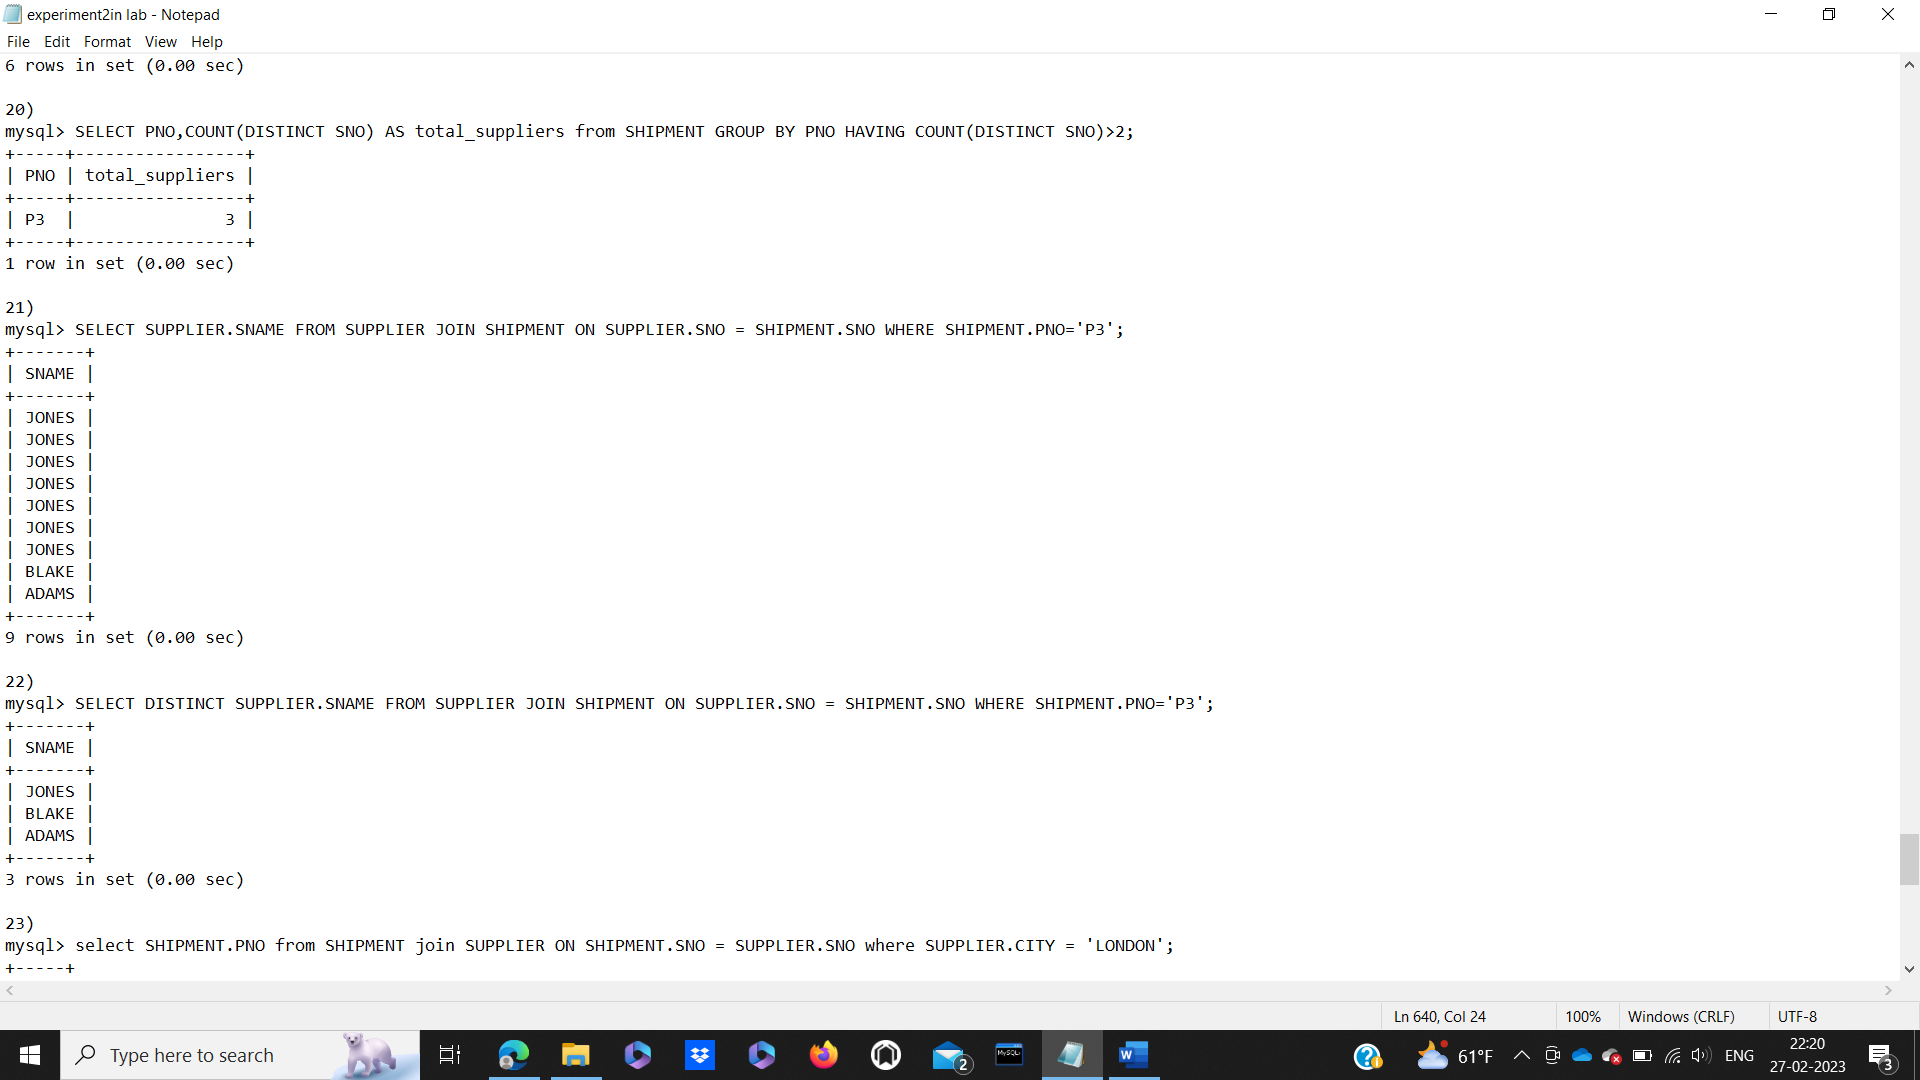 experiment2in lab - Notepad
File Edit Format View Help
6 rows in set (0.00 sec)
20)
mysql> SELECT PNO,COUNT(DISTINCT SNO) AS total_suppliers from SHIPMENT GROUP BY PNO HAVING COUNT(DISTINCT SNO)>2;
+-----+-----------------+
| PNO | total_suppliers |
+-----+-----------------+
| P3  |               3 |
+-----+-----------------+
1 row in set (0.00 sec)
21)
mysql> SELECT SUPPLIER.SNAME FROM SUPPLIER JOIN SHIPMENT ON SUPPLIER.SNO = SHIPMENT.SNO WHERE SHIPMENT.PNO='P3';
+-------+
| SNAME |
+-------+
| JONES |
| JONES |
| JONES |
| JONES |
| JONES |
| JONES |
| JONES |
| BLAKE |
| ADAMS |
+-------+
9 rows in set (0.00 sec)
22)
mysql> SELECT DISTINCT SUPPLIER.SNAME FROM SUPPLIER JOIN SHIPMENT ON SUPPLIER.SNO = SHIPMENT.SNO WHERE SHIPMENT.PNO='P3';
+-------+
| SNAME |
+-------+
| JONES |
| BLAKE |
| ADAMS |
+-------+
3 rows in set (0.00 sec)
23)
mysql> select SHIPMENT.PNO from SHIPMENT join SUPPLIER ON SHIPMENT.SNO = SUPPLIER.SNO where SUPPLIER.CITY = 'LONDON';
+-----+
Ln 640, Col 24 100% Windows (CRLF) UTF-8
Type here to search 2 MySQL W 61°F ENG 22:20 3
27-02-2023